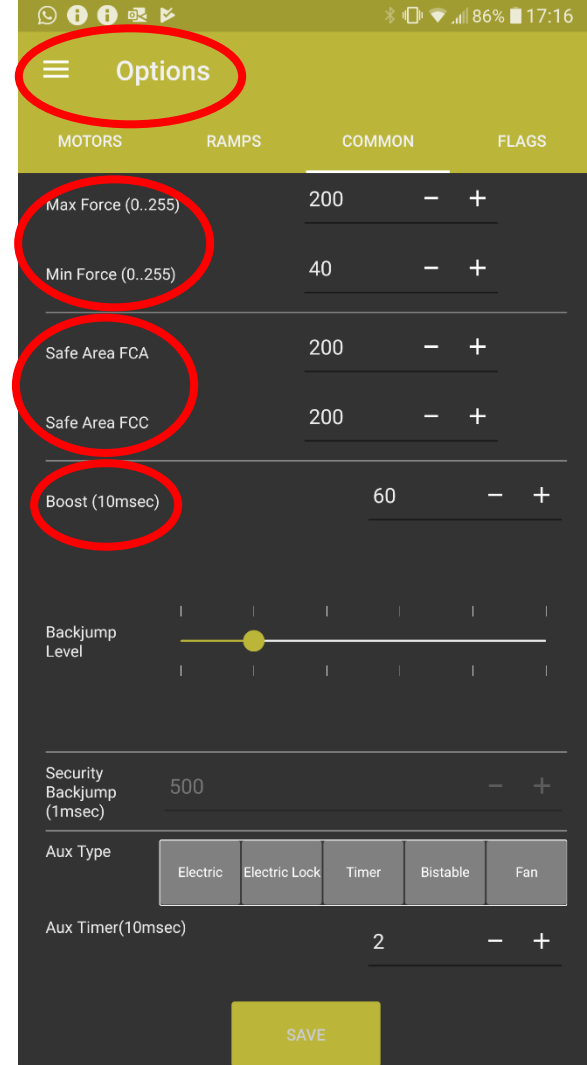 86% 17:16
Options
MOTORS RAMPS COMMON FLAGS
Max Force (0..255) 200 − +
Min Force (0..255) 40 − +
Safe Area FCA 200 − +
Safe Area FCC 200 − +
Boost (10msec) 60 − +
Backjump
Level
Security
Backjump
(1msec)
500 − +
Aux Type
Electric Electric Lock Timer Bistable Fan
Aux Timer(10msec) 2 − +
SAVE